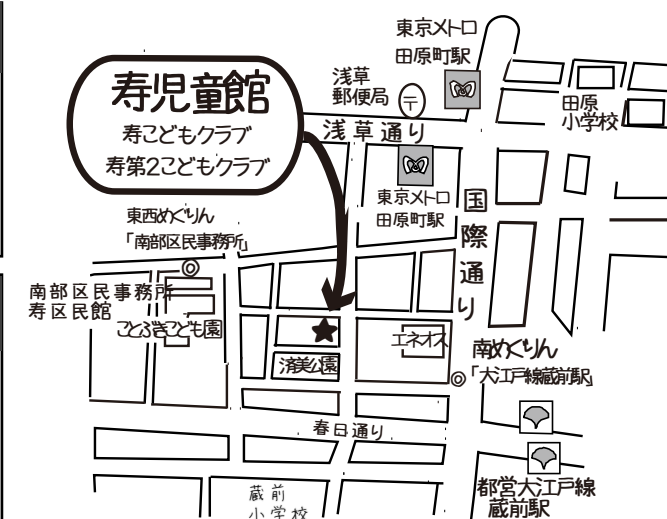 東京メトロ
田原町駅
浅草
郵便局
〒
田原
小学校
寿児童館
寿こどもクラブ
寿第2こどもクラブ
浅草通り
東京メトロ
田原町駅
国際通り
東西めぐりん
「南部区民事務所」
南部区民事務所
寿区民館
ことぶきこども園
エネオス
済美公園
南めぐりん
「大江戸線蔵前駅」
春日通り
都営大江戸線
蔵前駅
蔵前
小学校